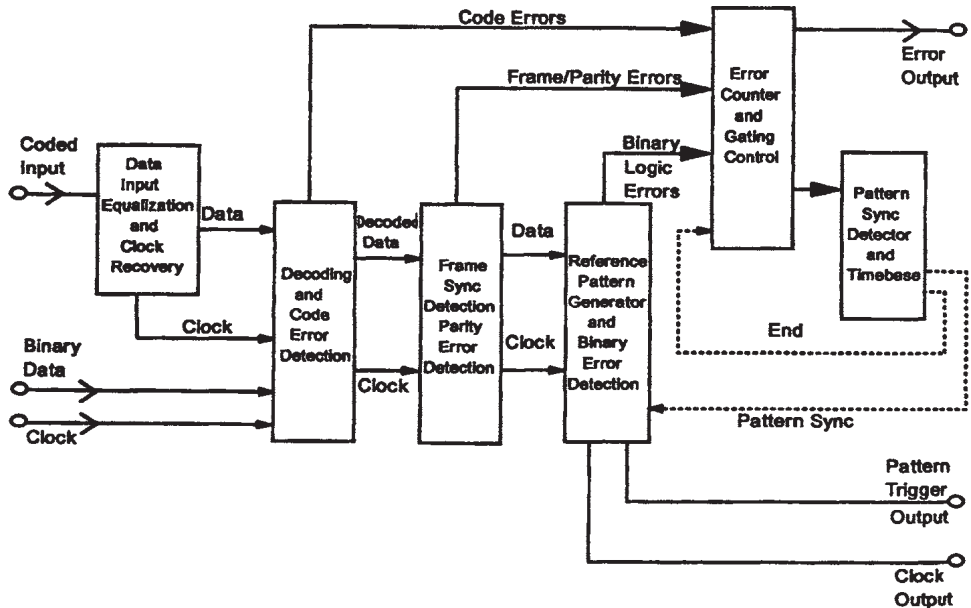 Code Errors
Error
Output
Frame/Parity Errors
Error
Counter
and
Gating
Control
Binary
Logic
Errors
Coded
Input
Data
Input
Equalization
and
Clock
Recovery
Data
Clock
Binary
Data
Clock
Decoding
and
Code
Error
Detection
Decoded
Data
Clock
Frame
Sync
Detection
Parity
Error
Detection
Data
Clock
Reference
Pattern
Generator
and
Binary
Error
Detection
Pattern
Sync
Detector
and
Timebase
End
Pattern Sync
Pattern
Trigger
Output
Clock
Output